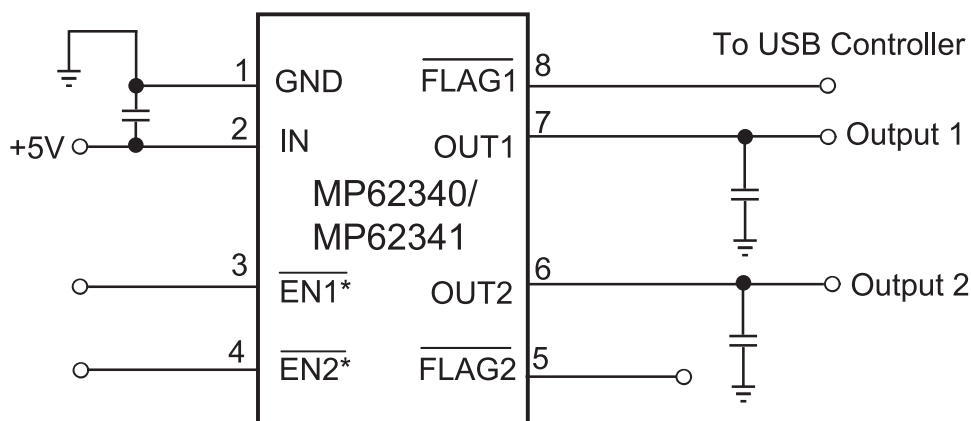 To USB Controller
1 GND
FLAG1 8
+5V
2 IN
OUT1 7
Output 1
MP62340/
MP62341
3 EN1*
OUT2 6
Output 2
4 EN2*
FLAG2 5